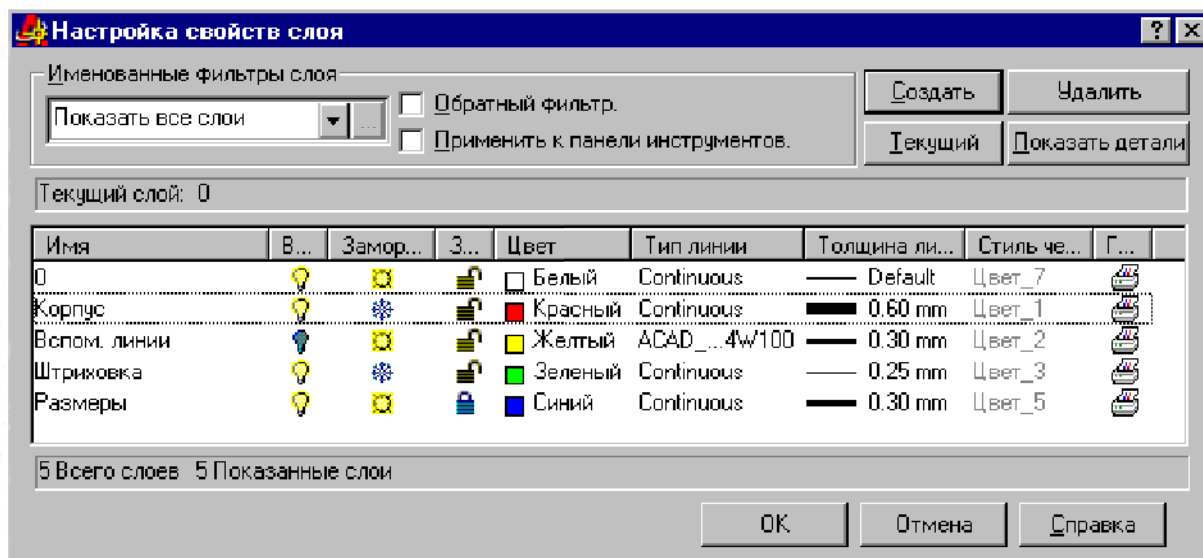 Настройка свойств слоя
Именованные фильтры слоя
Показать все слои
...
Обратный фильтр.
Применить к панели инструментов.
Создать
Удалить
Текущий
Показать детали
Текущий слой: 0
Имя В... Замор... З... Цвет Тип линии Толщина ли... Стиль че... Г...
0 Белый Continuous Default Цвет_7
Корпус Красный Continuous 0.60 mm Цвет_1
Вспом. линии Желтый ACAD_...4W100 0.30 mm Цвет_2
Штриховка Зеленый Continuous 0.25 mm Цвет_3
Размеры Синий Continuous 0.30 mm Цвет_5
5 Всего слоев 5 Показанные слои
OK Отмена Справка